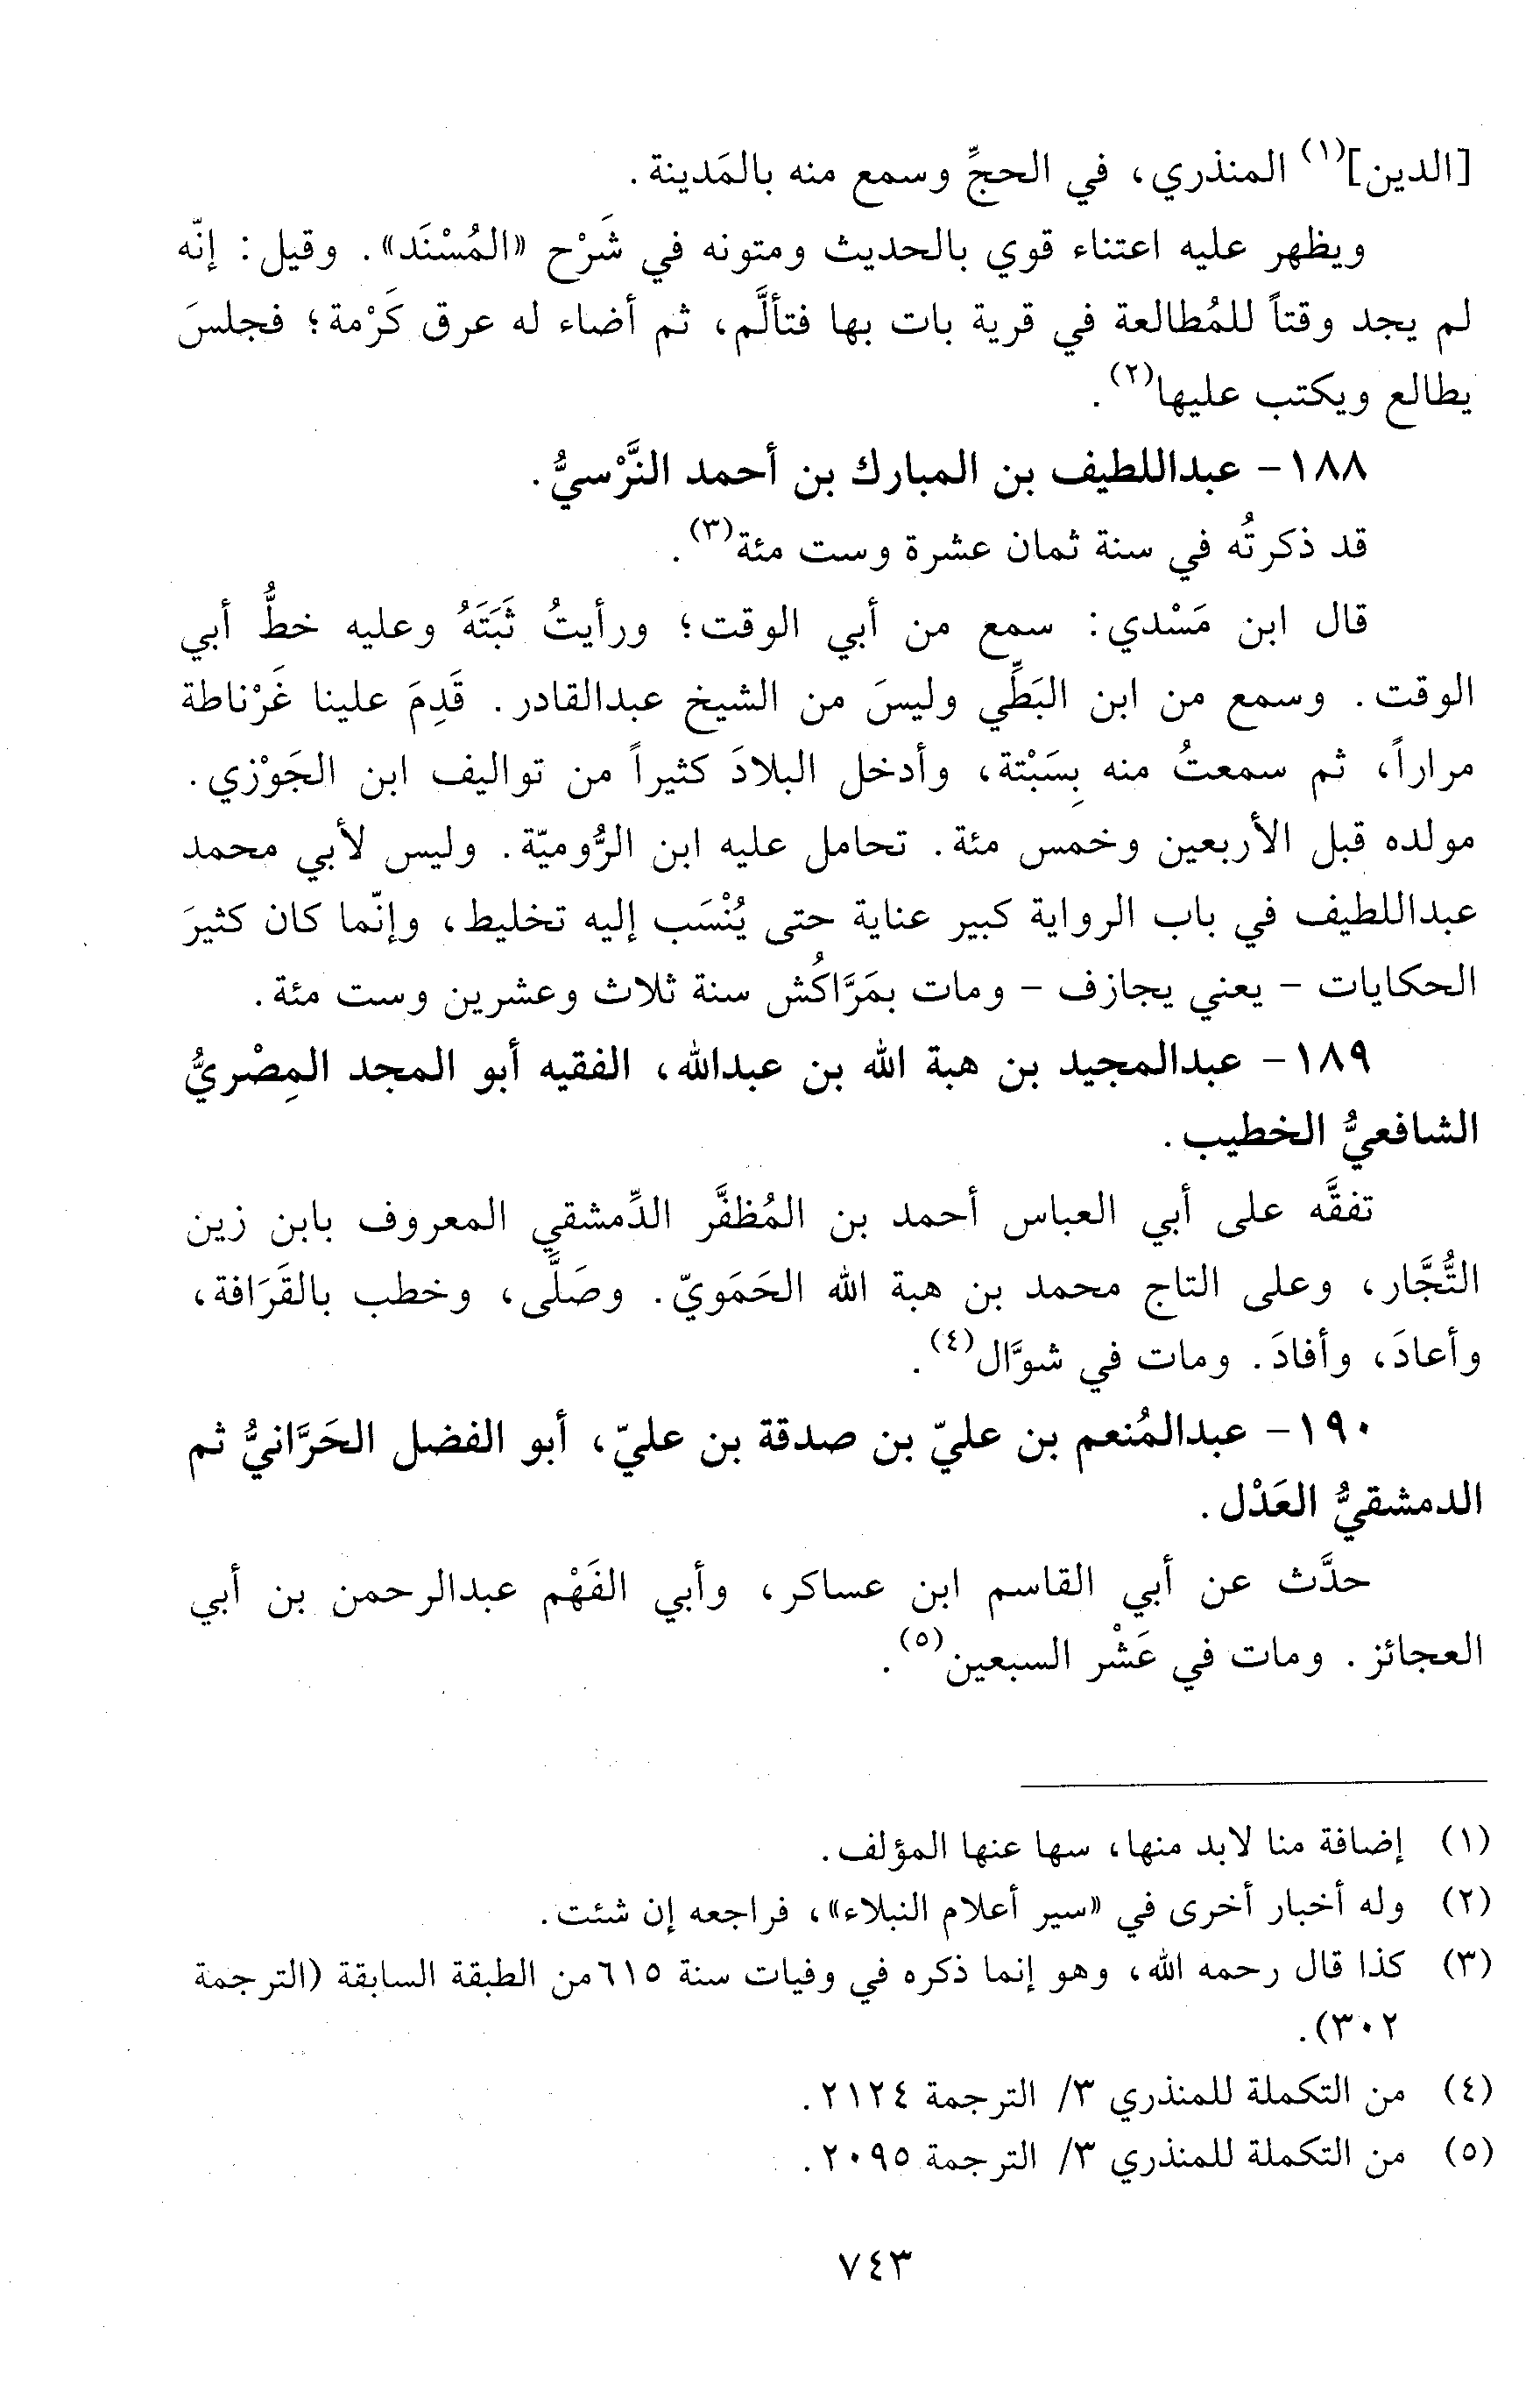 [الدين]⁽¹⁾ المنذري، في الحجِّ وسمع منه بالمَدينة.
ويظهر عليه اعتناء قوي بالحديث ومتونه في شَرْح «المُسْنَد». وقيل: إنّه
لم يجد وقتاً للمُطالعة في قرية بات بها فتألَّم، ثم أضاء له عرق كَرْمة؛ فجلسَ
يطالع ويكتب عليها(٢).
١٨٨- عبداللطيف بن المبارك بن أحمد النَّرْسيُّ.
قد ذكرتُه في سنة ثمان عشرة وست مئة(٣).
قال ابن مَسْدي: سمع من أبي الوقت؛ ورأيتُ ثَبَتَهُ وعليه خطُّ أبي
الوقت. وسمع من ابن البَطِّي وليسَ من الشيخ عبدالقادر. قَدِمَ علينا غَرْناطة
مراراً، ثم سمعتُ منه بِسَبْتة، وأدخل البلادَ كثيراً من تواليف ابن الجَوْزي.
مولده قبل الأربعين وخمس مئة. تحامل عليه ابن الرُّوميّة. وليس لأبي محمد
عبداللطيف في باب الرواية كبير عناية حتى يُنْسَب إليه تخليط، وإنّما كان كثيرَ
الحكايات - يعني يجازف - ومات بمَرَّاكُش سنة ثلاث وعشرين وست مئة.
١٨٩- عبدالمجيد بن هبة الله بن عبدالله، الفقيه أبو المجد المِصْريُّ
الشافعيُّ الخطيب.
تفقَّه على أبي العباس أحمد بن المُظفَّر الدِّمشقي المعروف بابن زين
التُّجَّار، وعلى التاج محمد بن هبة الله الحَمَويّ. وصَلَّى، وخطب بالقَرَافة،
وأعادَ، وأفادَ. ومات في شوَّال(٤).
١٩٠- عبدالمُنعم بن عليّ بن صدقة بن عليّ، أبو الفضل الحَرَّانيُّ ثم
الدمشقيُّ العَدْل.
حدَّث عن أبي القاسم ابن عساكر، وأبي الفَهْم عبدالرحمن بن أبي
العجائز. ومات في عَشْر السبعين(٥).
(١) إضافة منا لابد منها، سها عنها المؤلف.
(٢) وله أخبار أخرى في «سير أعلام النبلاء»، فراجعه إن شئت.
(٣) كذا قال رحمه الله، وهو إنما ذكره في وفيات سنة ٦١٥من الطبقة السابقة (الترجمة
٣٠٢).
(٤) من التكملة للمنذري ٣/ الترجمة ٢١٢٤.
(٥) من التكملة للمنذري ٣/ الترجمة ٢٠٩٥.
٧٤٣